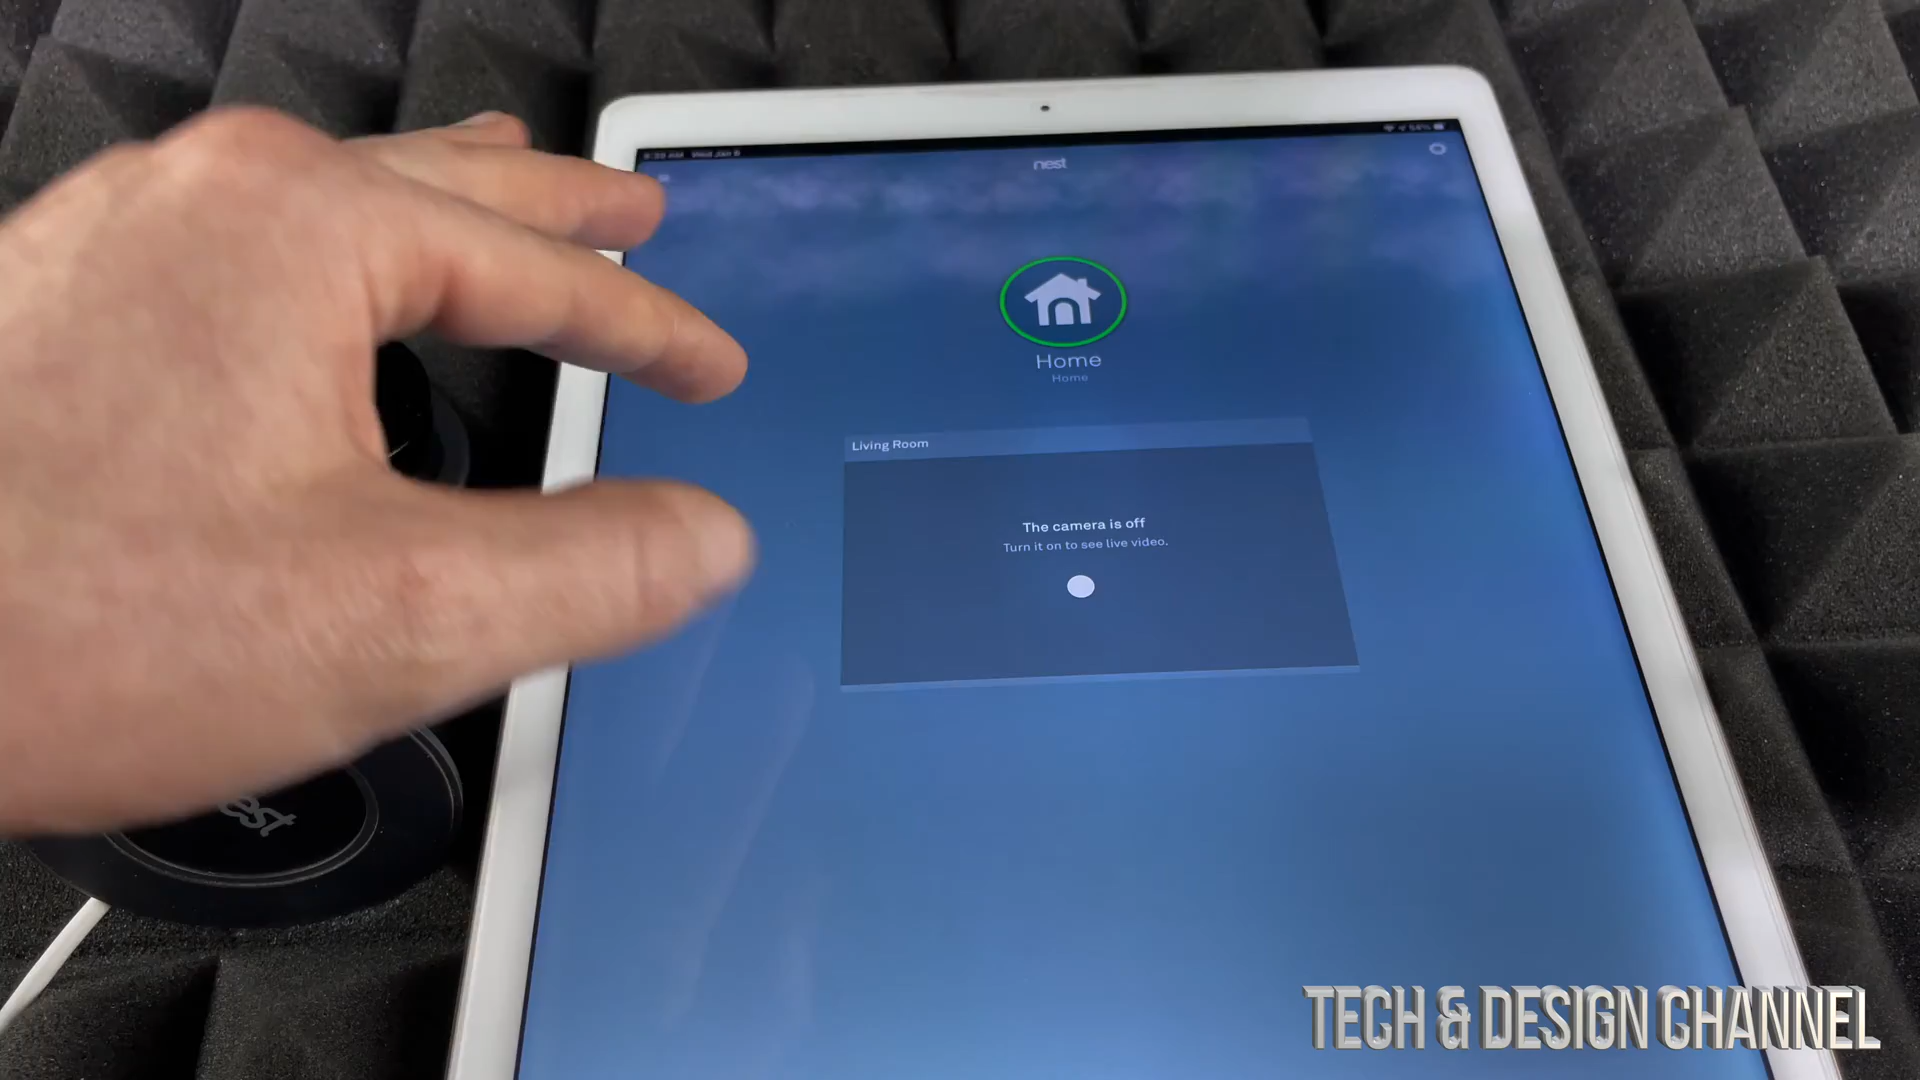 nest
Home
Home
Living Room
The camera is off
Turn it on to see live video.
est
TECH & DESIGN CHANNEL